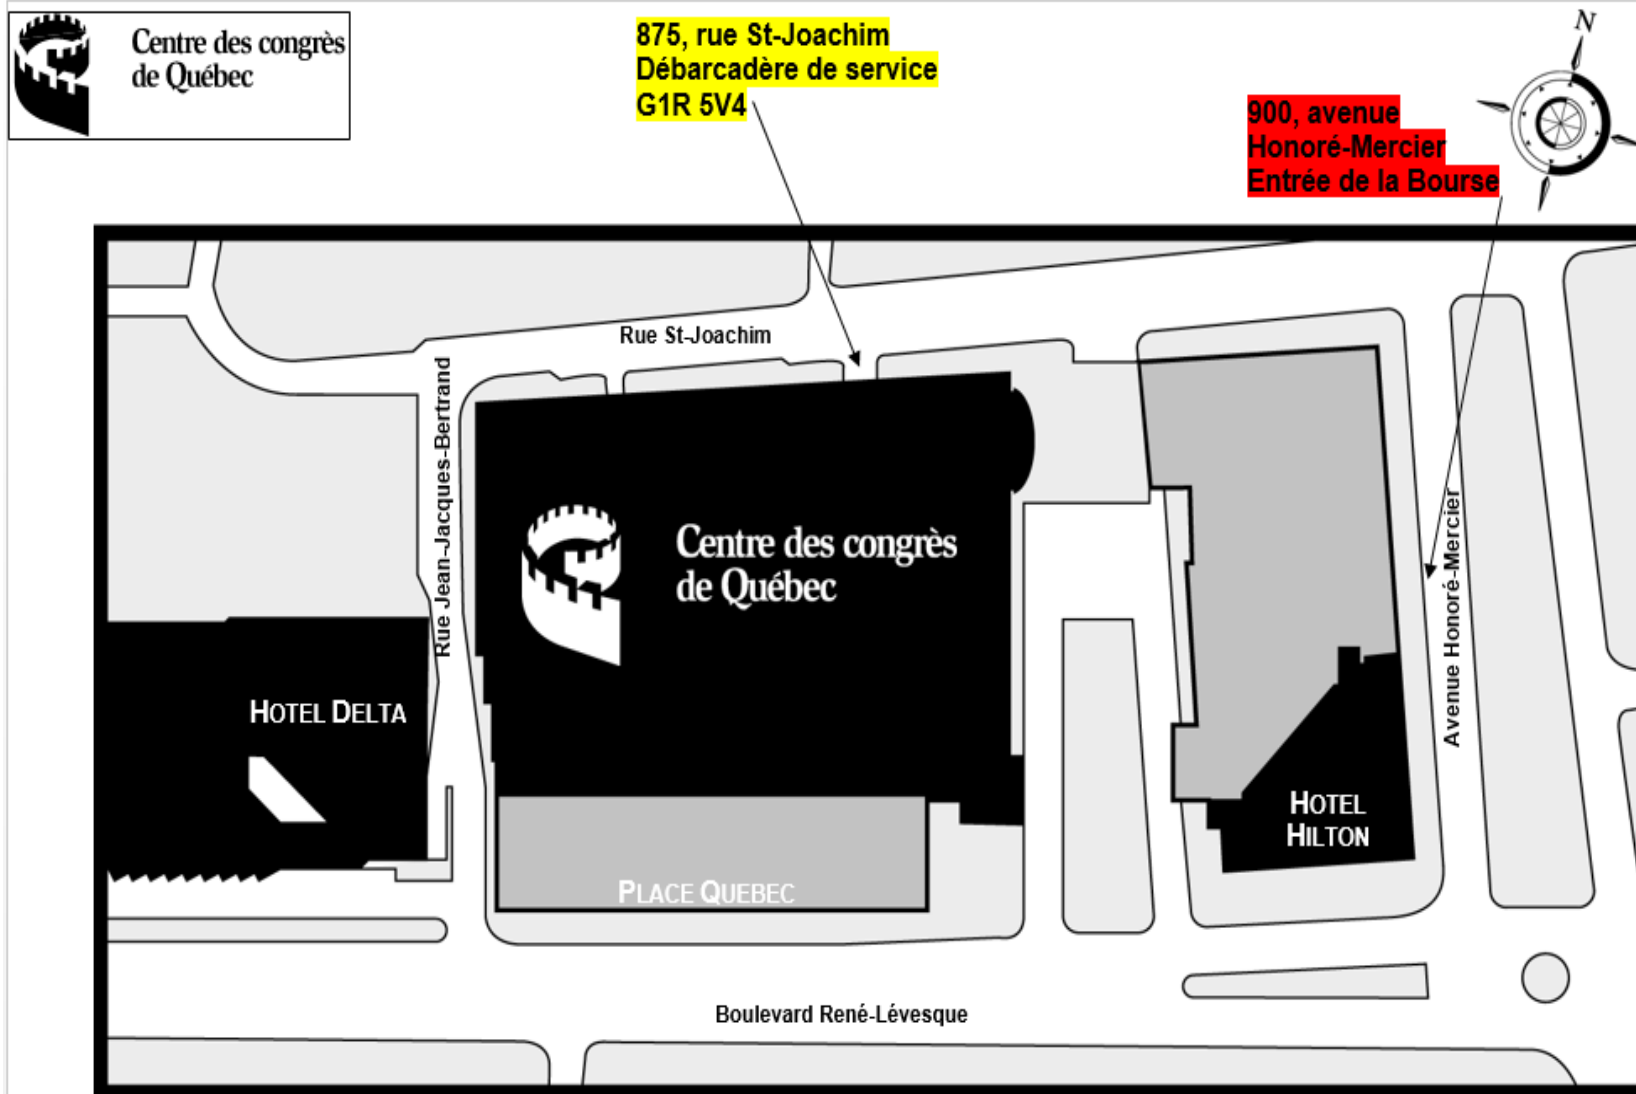 Centre des congrès
de Québec
875, rue St-Joachim
Débarcadère de service
G1R 5V4
900, avenue
Honoré-Mercier
Entrée de la Bourse
N
Rue St-Joachim
Rue Jean-Jacques-Bertrand
Centre des congrès
de Québec
Avenue Honoré-Mercier
HOTEL DELTA
HOTEL
HILTON
PLACE QUEBEC
Boulevard René-Lévesque